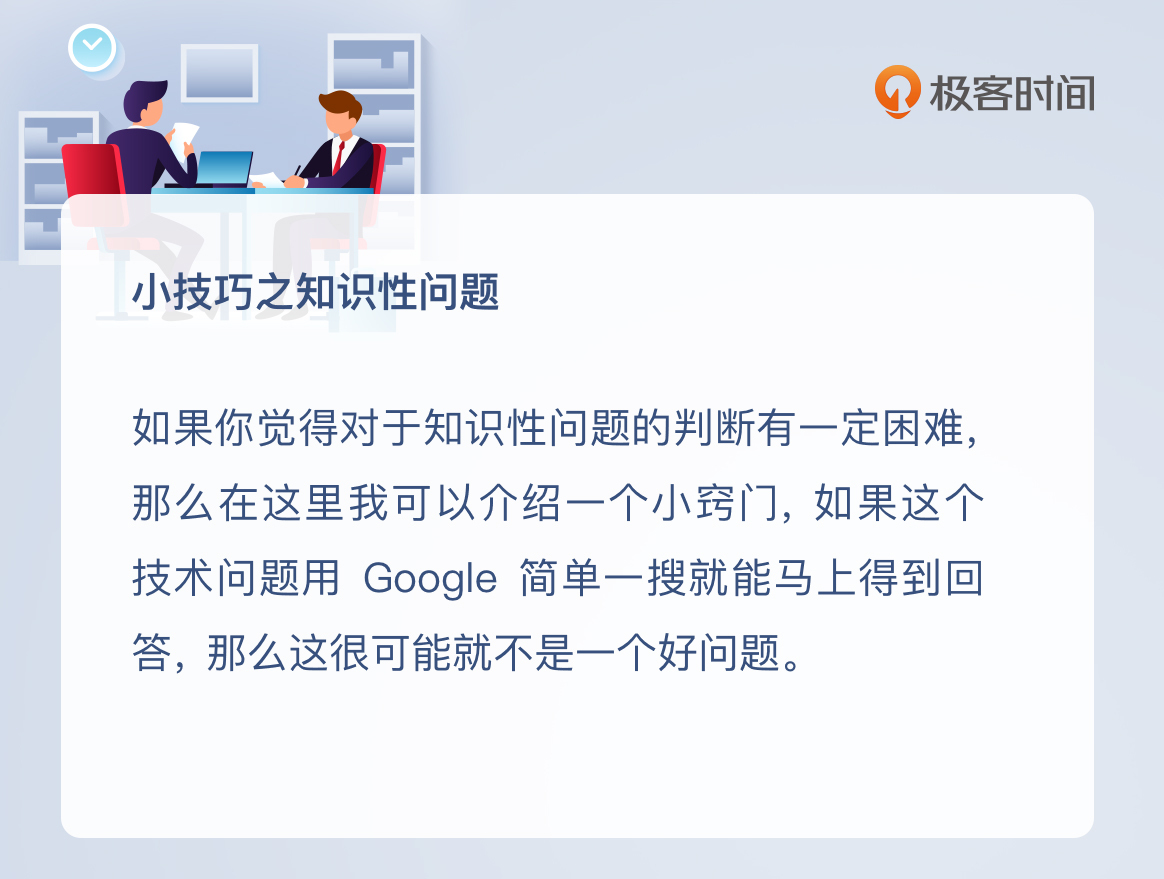 极客时间
小技巧之知识性问题
如果你觉得对于知识性问题的判断有一定困难，
那么在这里我可以介绍一个小窍门，如果这个
技术问题用 Google 简单一搜就能马上得到回
答，那么这很可能就不是一个好问题。